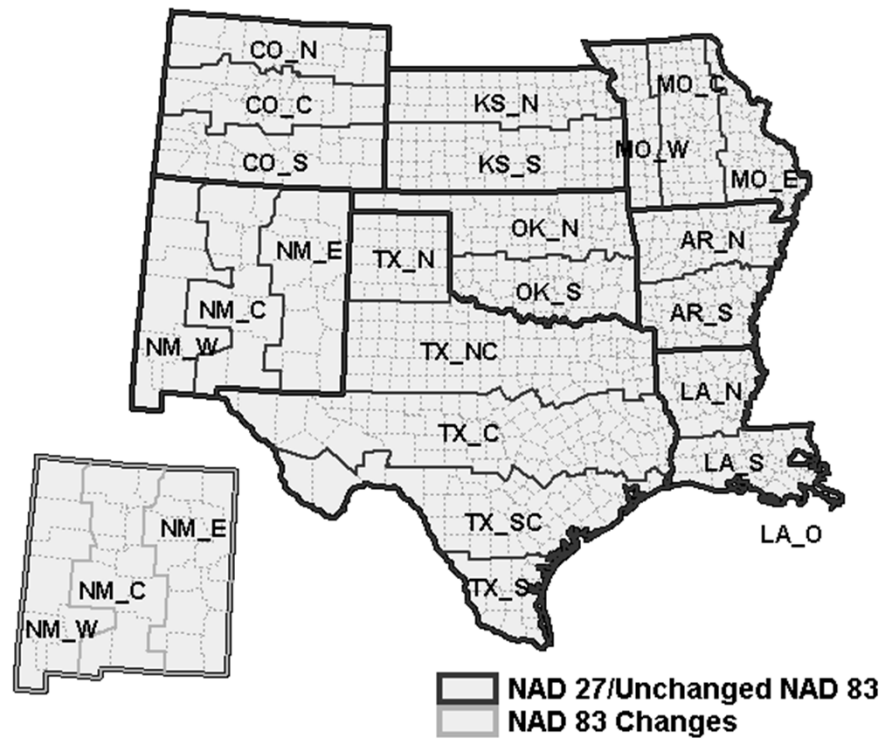 CO_N
CO_C
CO_S
KS_N
KS_S
MO_C
MO_W
MO_E
NM_E
NM_C
NM_W
TX_N
OK_N
OK_S
AR_N
AR_S
TX_NC
TX_C
LA_N
LA_S
LA_O
TX_SC
TX_S
NM_E
NM_C
NM_W
NAD 27/Unchanged NAD 83
NAD 83 Changes